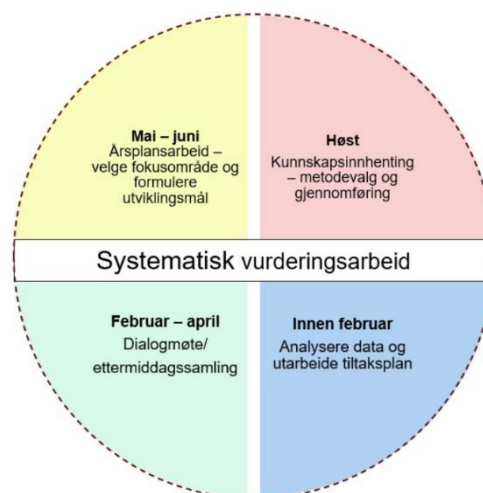 Mai – juni
Årsplansarbeid –
velge fokusområde og
formulere
utviklingsmål
Høst
Kunnskapsinnhenting
– metodevalg og
gjennomføring
Systematisk vurderingsarbeid
Februar – april
Dialogmøte/
ettermiddagssamling
Innen februar
Analysere data og
utarbeide tiltaksplan